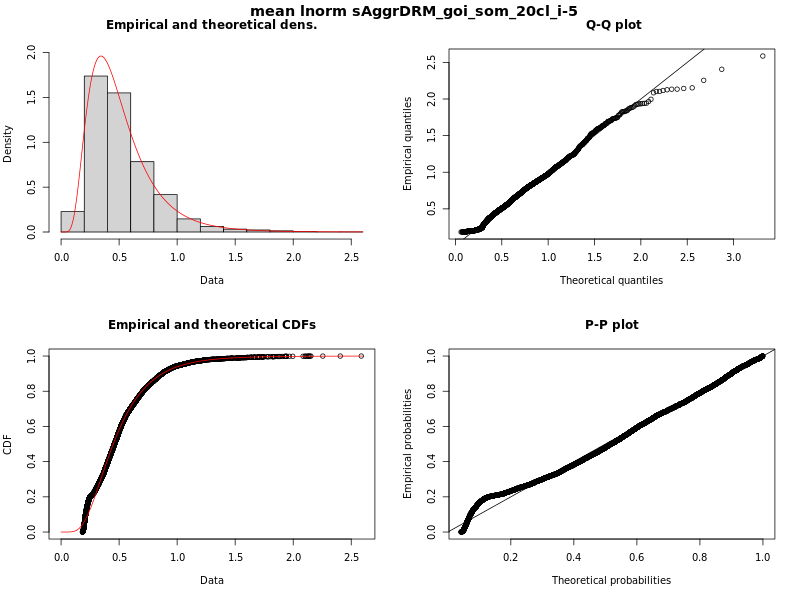 mean lnorm sAggrDRM_goi_som_20cl_i-5
Empirical and theoretical dens.
Density
0.0 0.5 1.0 1.5 2.0
0.0 0.5 1.0 1.5 2.0 2.5
Data
Q-Q plot
Empirical quantiles
0.5 1.0 1.5 2.0 2.5
0.0 0.5 1.0 1.5 2.0 2.5 3.0
Theoretical quantiles
Empirical and theoretical CDFs
CDF
0.0 0.2 0.4 0.6 0.8 1.0
0.0 0.5 1.0 1.5 2.0 2.5
Data
P-P plot
Empirical probabilities
0.0 0.2 0.4 0.6 0.8 1.0
0.2 0.4 0.6 0.8 1.0
Theoretical probabilities